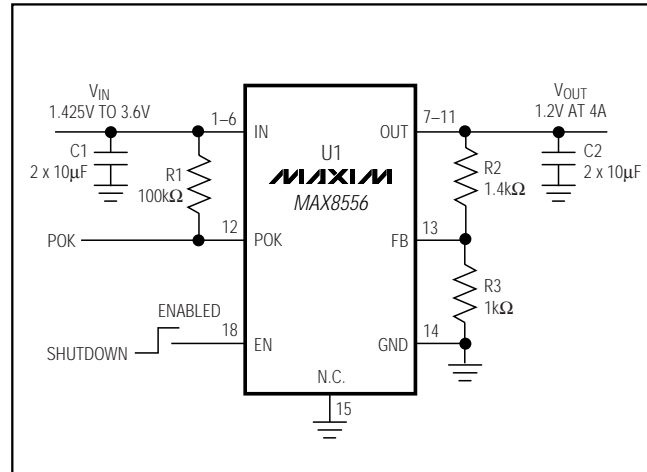 VIN
1.425V TO 3.6V
1–6
IN
C1
2 x 10µF
R1
100kΩ
POK
12
POK
ENABLED
SHUTDOWN
18
EN
U1
MAXIM
MAX8556
N.C.
15
OUT
7–11
VOUT
1.2V AT 4A
R2
1.4kΩ
C2
2 x 10µF
FB
13
R3
1kΩ
GND
14